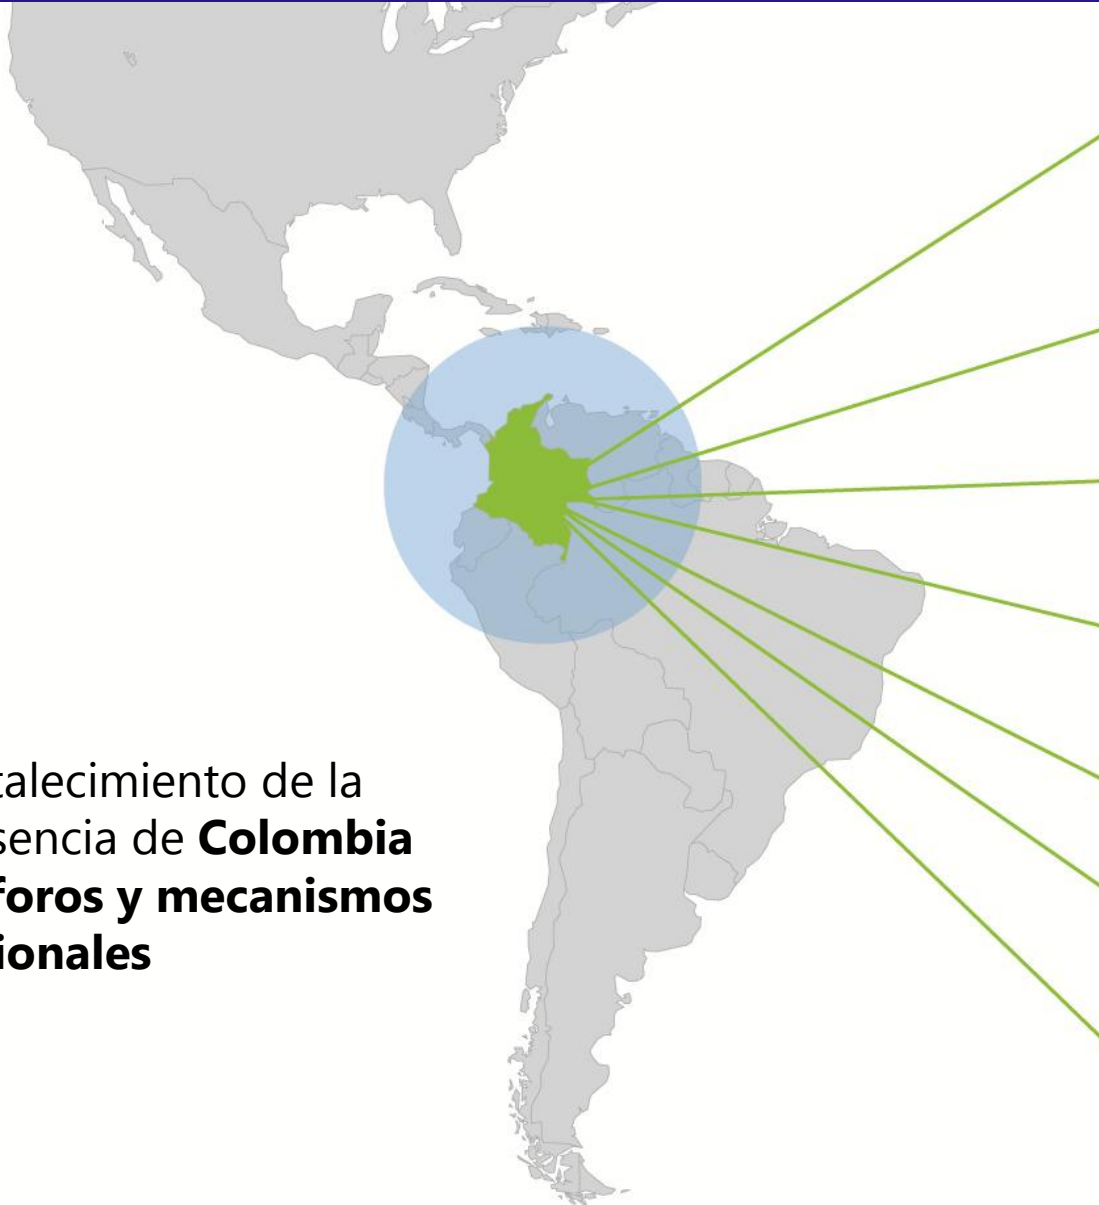 talecimiento de la
sencia de Colombia
foros y mecanismos
ionales